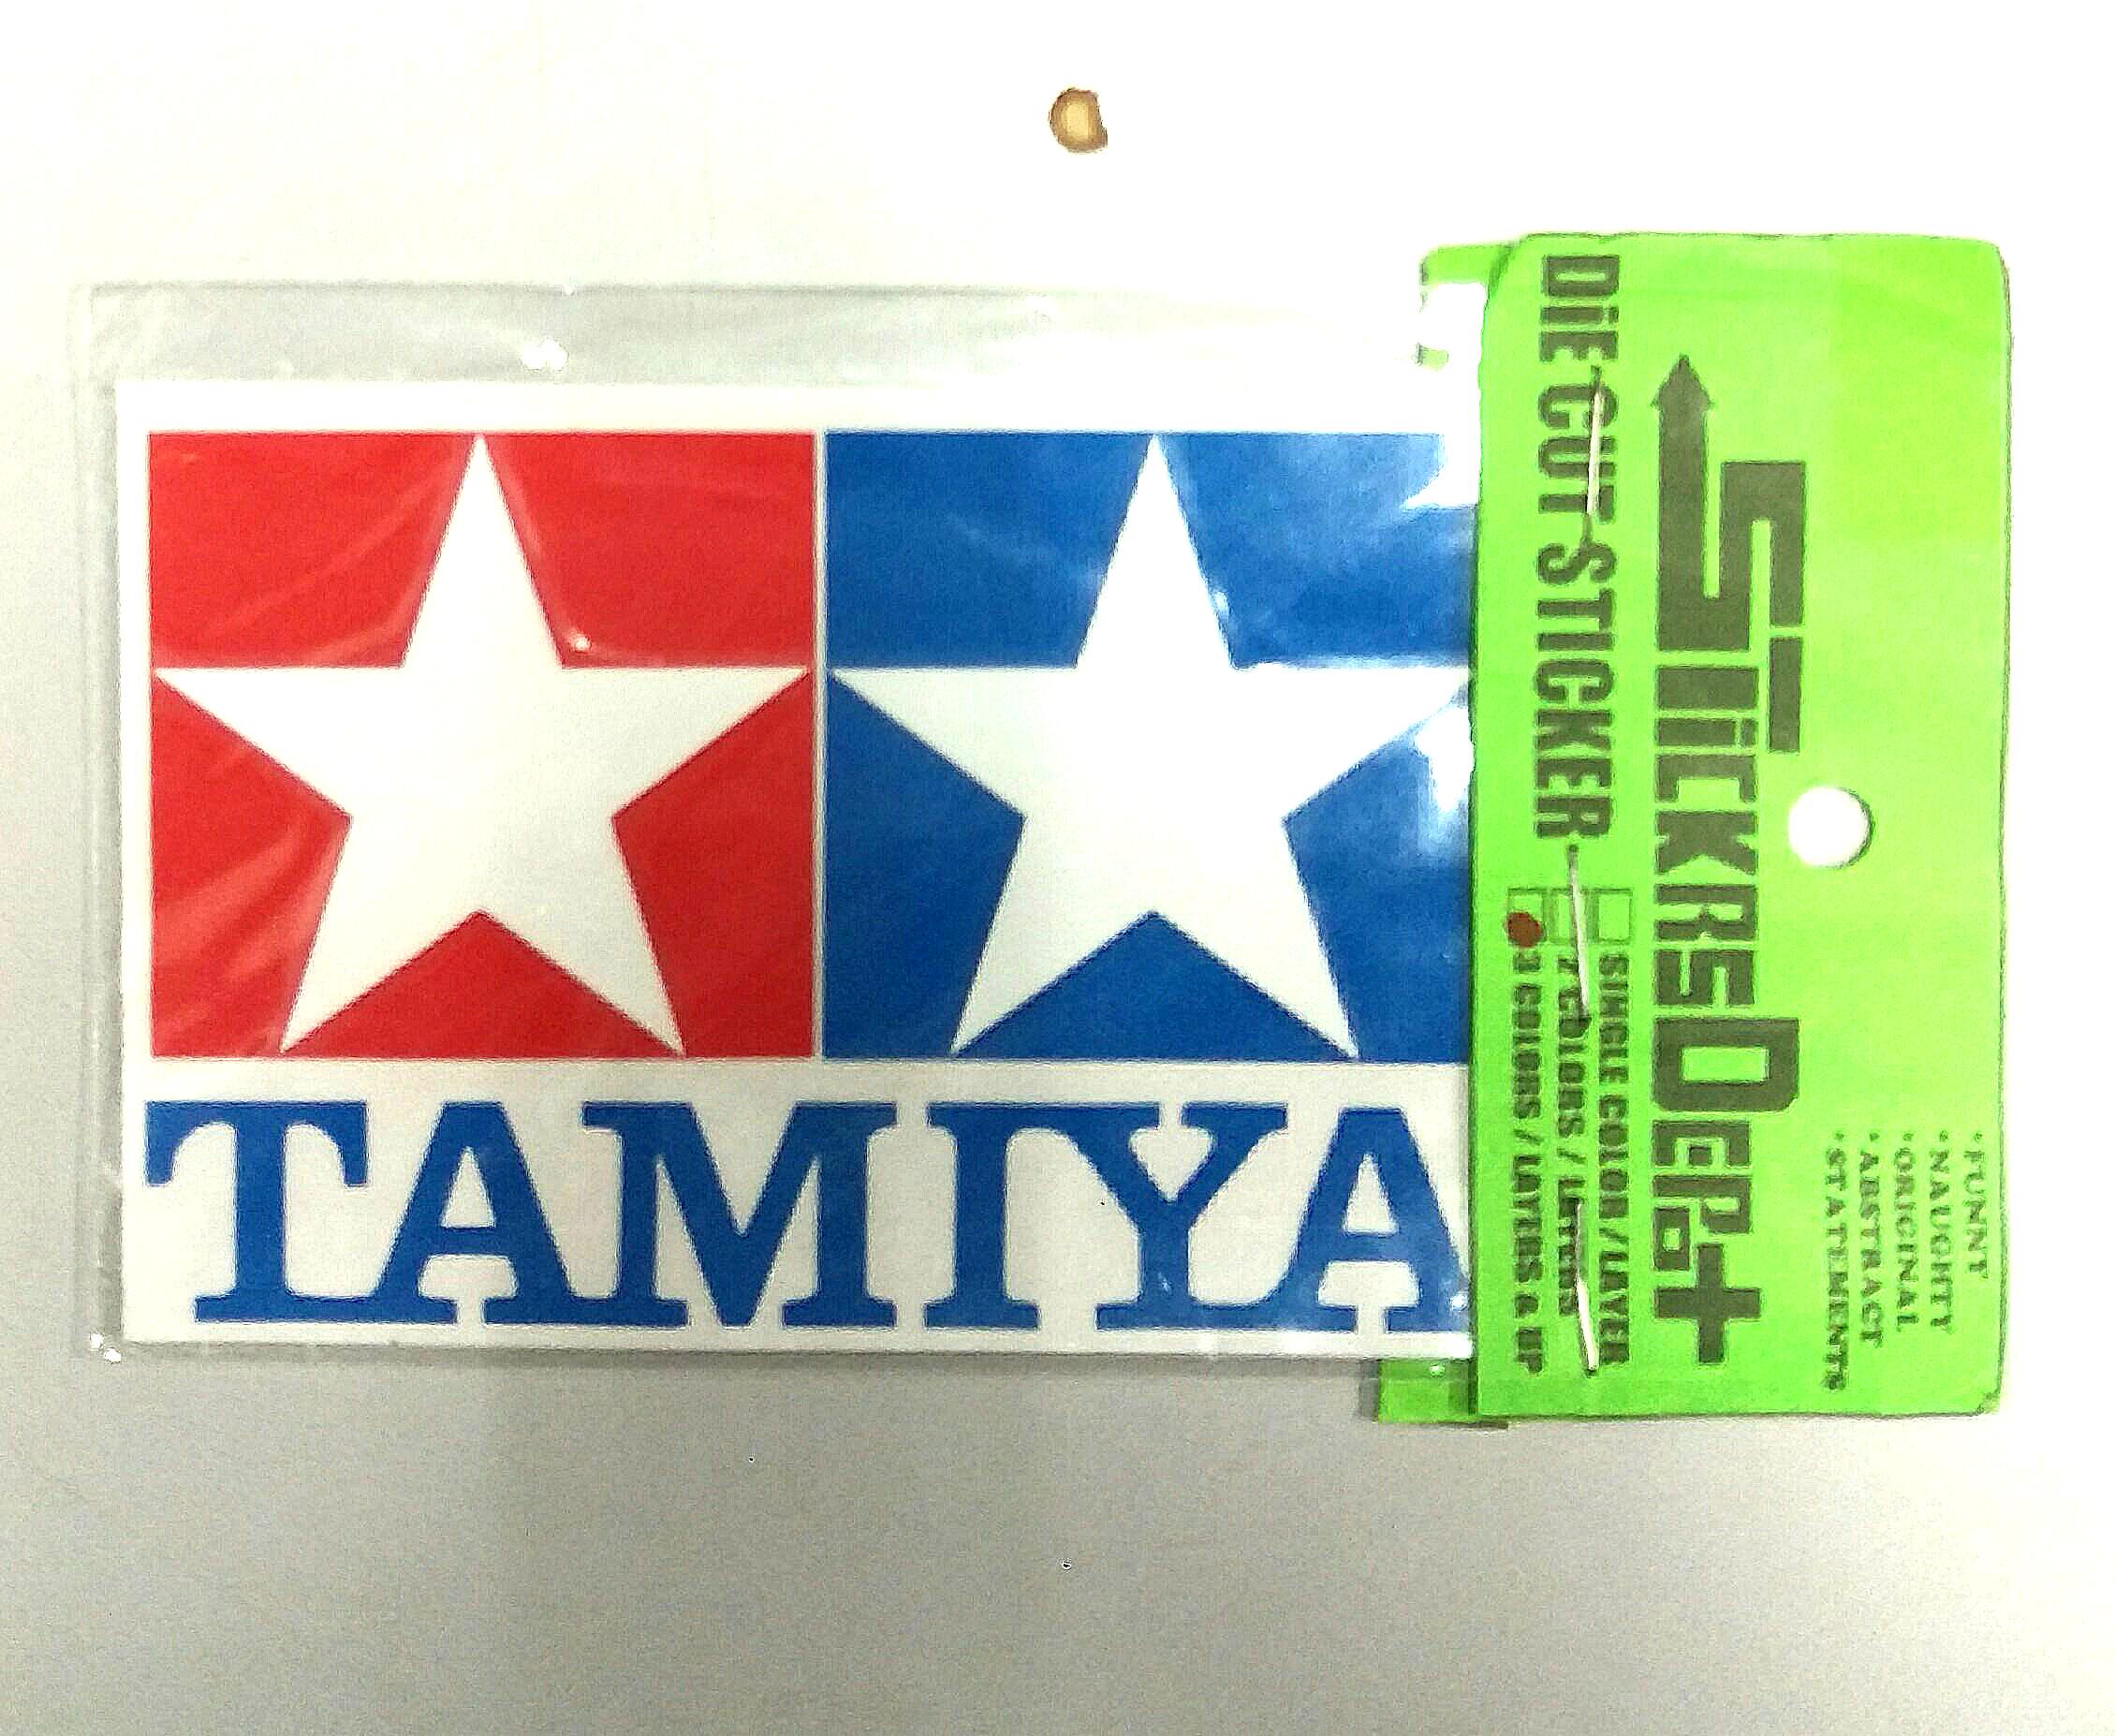 TAMIYA
*FUNNY
*NAUGHTY
*ORIGINAL
*ABSTRACT
*STATEMENTS
STickRsDep+
DiE CUT STICKER
SINGLE COLOR / LAYER
2 COLORS / LAYERS
3 COLORS / LAYERS & UP